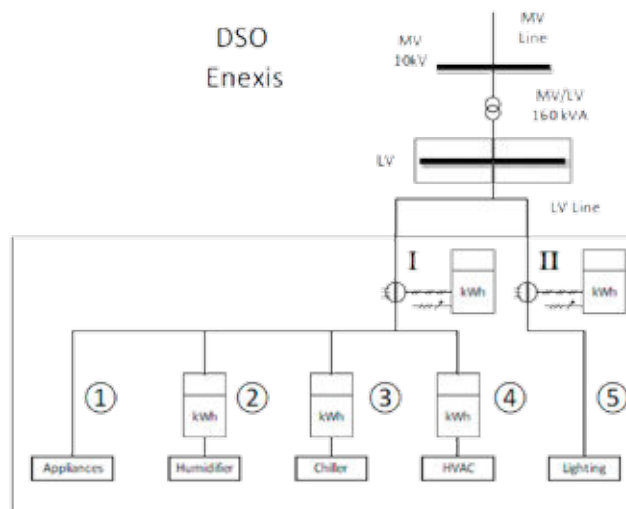 DSO
Enexis
MV
Line
MV
10kV
MV/LV
160 kVA
LV
LV Line
I
kWh
II
kWh
1
2
3
4
5
kWh
kWh
kWh
Appliances
Humidifier
Chiller
HVAC
Lighting